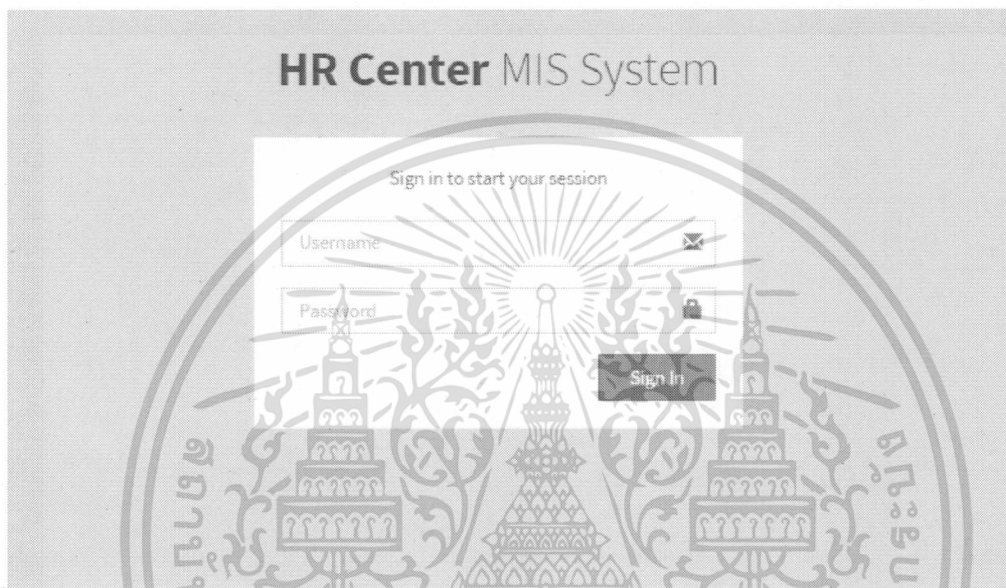 HR Center MIS System
Sign in to start your session
Username
Password
Sign In